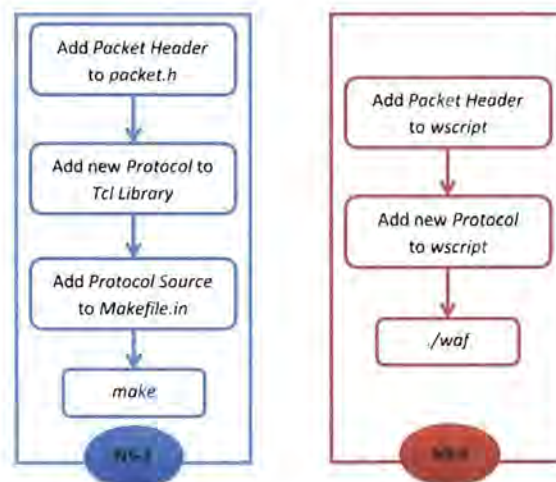 Add Packet Header
to packet.h
Add new Protocol to
Tcl Library
Add Protocol Source
to Makefile.in
make
Add Packet Header
to wscript
Add new Protocol
to wscript
./waf